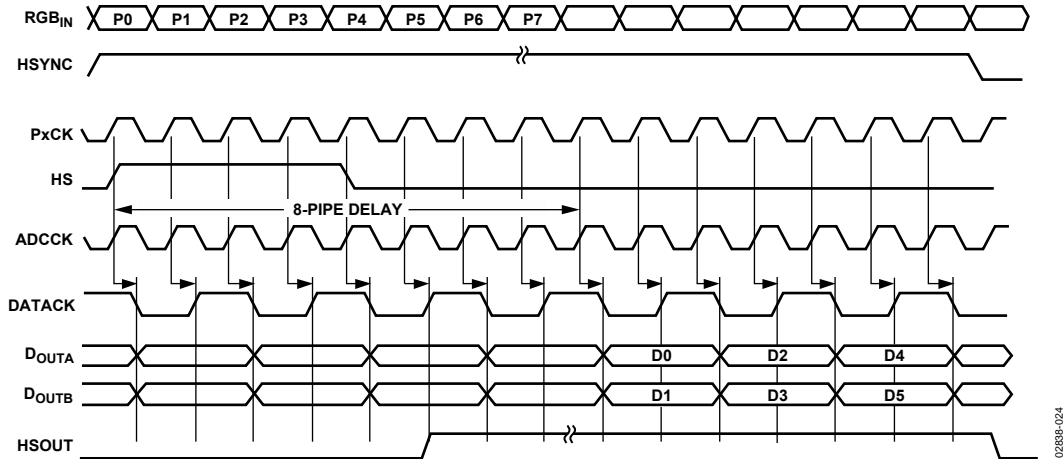 RGBIN P0 P1 P2 P3 P4 P5 P6 P7
HSYNC
PxCK
HS
8-PIPE DELAY
ADCCK
DATACK
DOUTA D0 D2 D4
DOUTB D1 D3 D5
HSOUT
02838-024